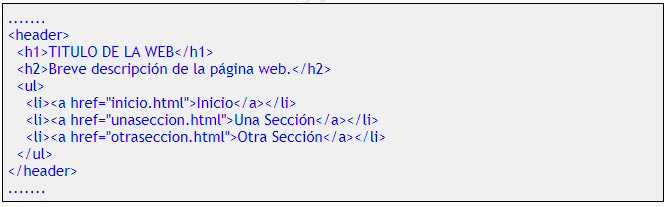 .......
<header>
<h1>TITULO DE LA WEB</h1>
<h2>Breve descripción de la página web.</h2>
<ul>
<li><a href="inicio.html">Inicio</a></li>
<li><a href="unaseccion.html">Una Sección</a></li>
<li><a href="otraseccion.html">Otra Sección</a></li>
</ul>
</header>
.......